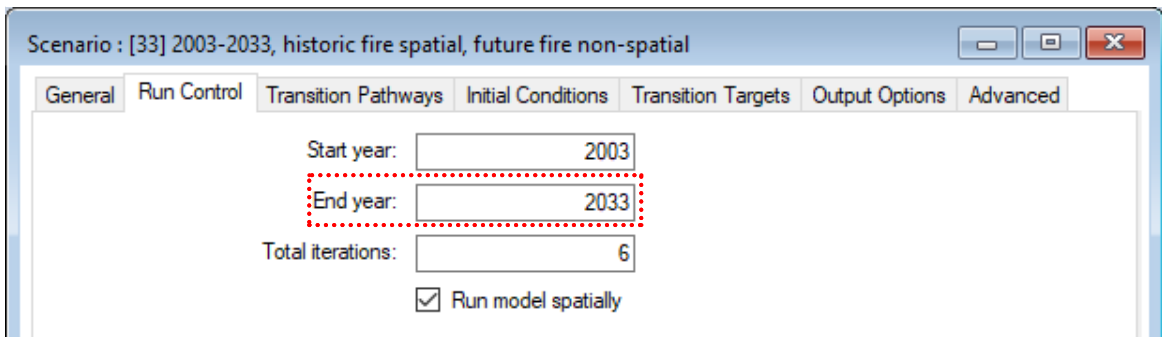 Scenario : [33] 2003-2033, historic fire spatial, future fire non-spatial
General Run Control Transition Pathways Initial Conditions Transition Targets Output Options Advanced
Start year: 2003
End year: 2033
Total iterations: 6
Run model spatially